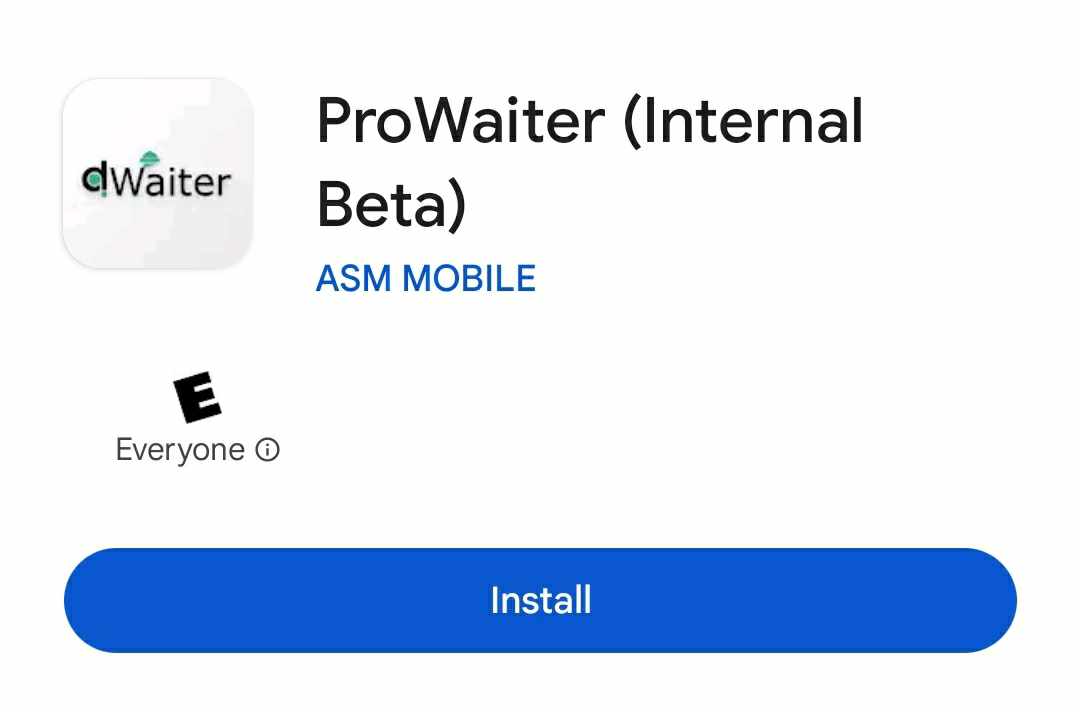 ProWaiter (Internal
Beta)
ASM MOBILE
dWaiter
E
Everyone
Install